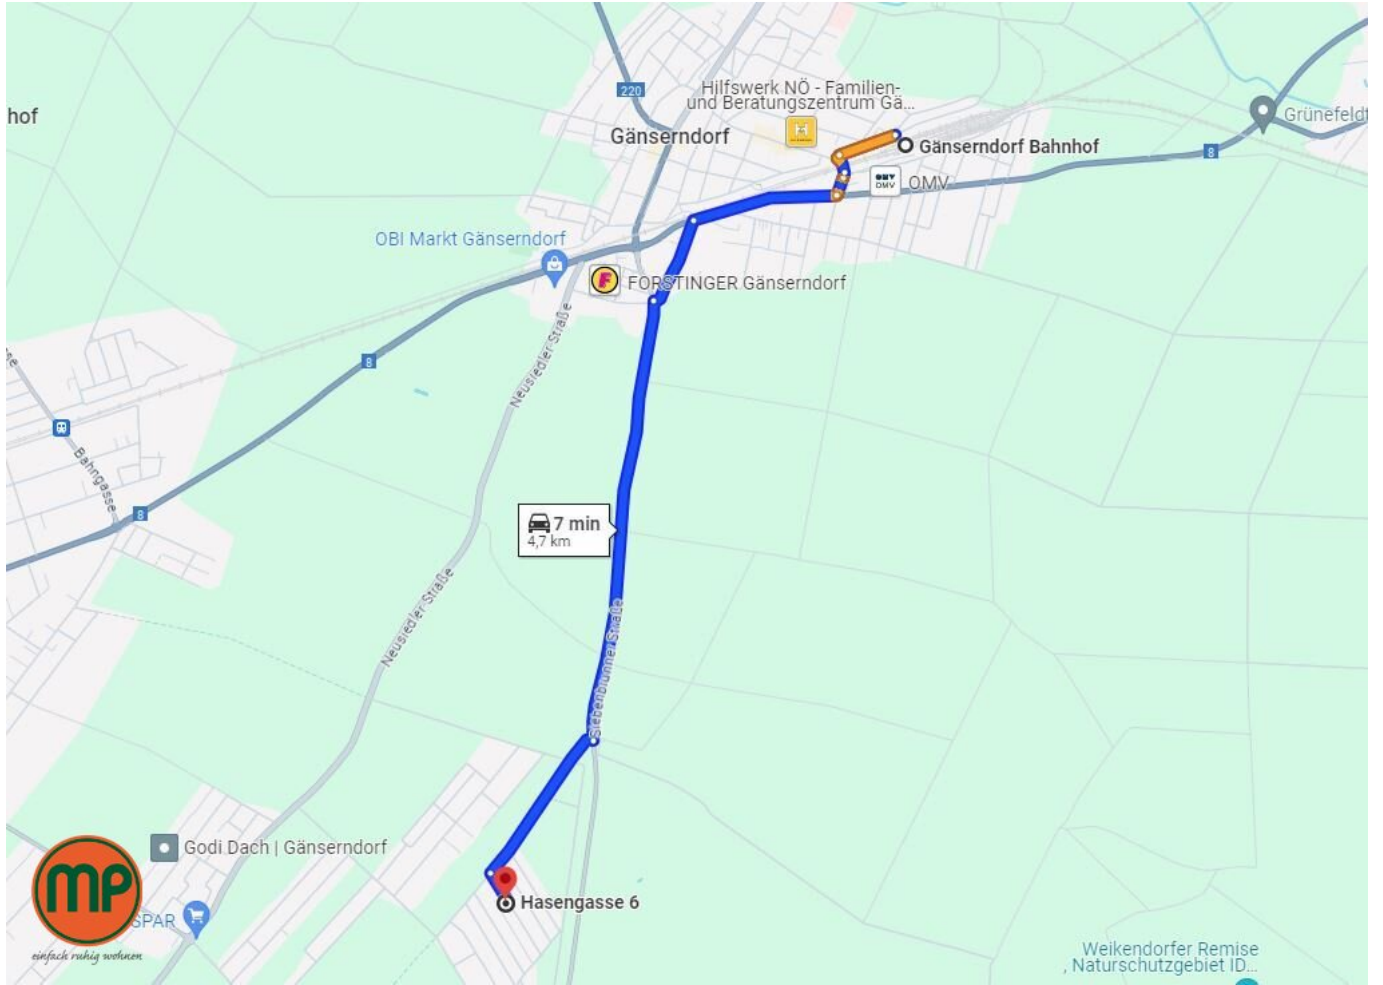 hof
220
Hilfswerk NÖ - Familien-
und Beratungszentrum Gä...
Grünefeldt
Gänserndorf
Gänserndorf Bahnhof
8
OMV
OMV
OBI Markt Gänserndorf
F
FORSTINGER Gänserndorf
Neusiedler Straße
8
Bahngasse
8
7 min
4,7 km
Neusiedler Straße
Siebenbrunner Straße
Godi Dach | Gänserndorf
MP
SPAR
einfach ruhig wohnen
Hasengasse 6
Weikendorfer Remise
, Naturschutzgebiet ID...